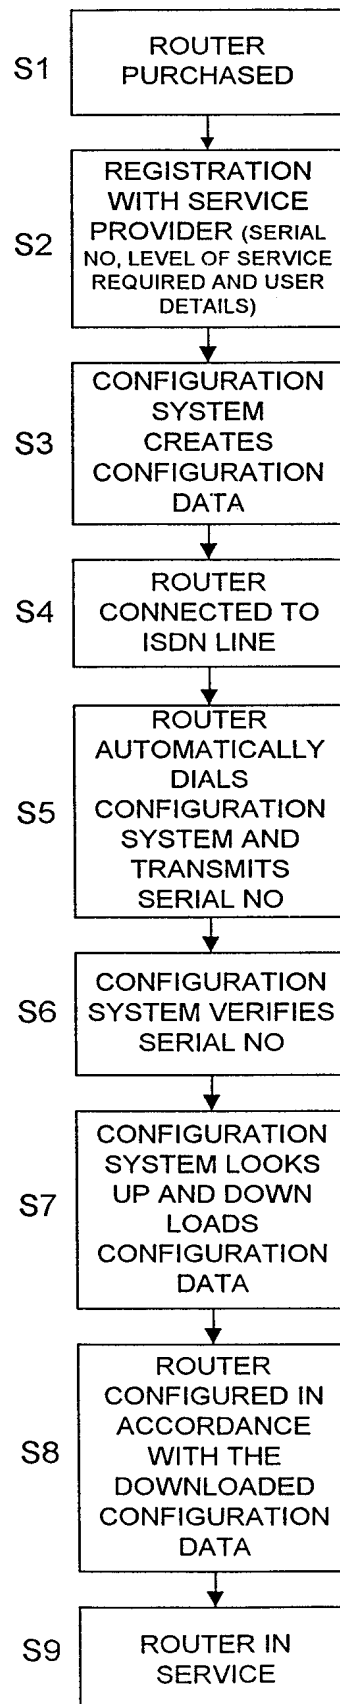 S1
ROUTER
PURCHASED
S2
REGISTRATION
WITH SERVICE
PROVIDER (SERIAL
NO, LEVEL OF SERVICE
REQUIRED AND USER
DETAILS)
S3
CONFIGURATION
SYSTEM
CREATES
CONFIGURATION
DATA
S4
ROUTER
CONNECTED TO
ISDN LINE
S5
ROUTER
AUTOMATICALLY
DIALS
CONFIGURATION
SYSTEM AND
TRANSMITS
SERIAL NO
S6
CONFIGURATION
SYSTEM VERIFIES
SERIAL NO
S7
CONFIGURATION
SYSTEM LOOKS
UP AND DOWN
LOADS
CONFIGURATION
DATA
S8
ROUTER
CONFIGURED IN
ACCORDANCE
WITH THE
DOWNLOADED
CONFIGURATION
DATA
S9
ROUTER IN
SERVICE